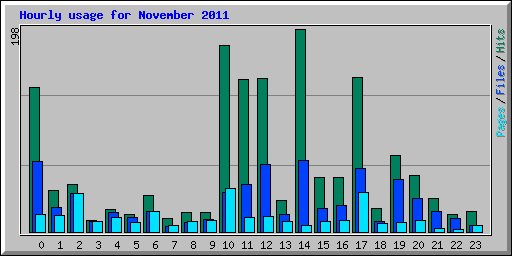 Hourly usage for November 2011
198
Pages/Files/Hits
0 1 2 3 4 5 6 7 8 9 10 11 12 13 14 15 16 17 18 19 20 21 22 23